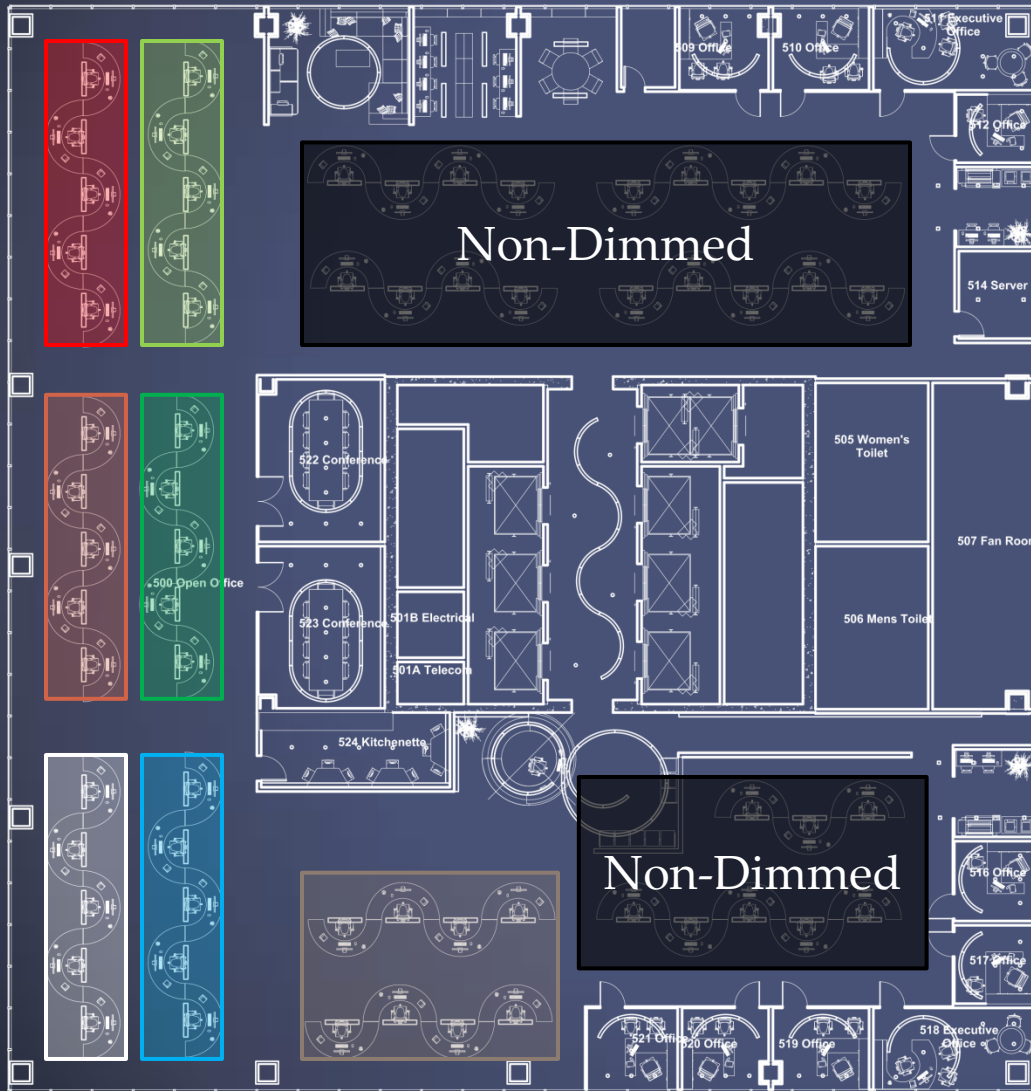 511 Executive
Office
509 Office
510 Office
512 Office
Non-Dimmed
514 Server
505 Women's
Toilet
522 Conference
507 Fan Room
500 Open Office
523 Conference
501B Electrical
506 Mens Toilet
501A Telecom
524 Kitchenette
Non-Dimmed
516 Office
517 Office
518 Executive
Office
521 Office
520 Office
519 Office